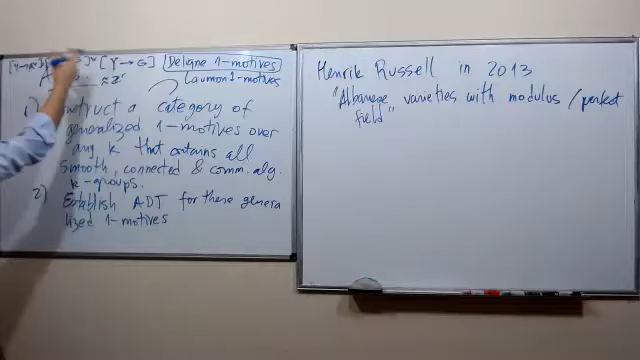 [Y→G] Deligne 1-motives
≈ Zʳ Laumon 1-motives
1) Construct a category of
generalized 1-motives over
any k that contains all
smooth, connected & comm. alg.
k-groups.
2) Establish ADT for these genera
lized 1-motives
Henrik Russell in 2013
"Albanese varieties with modulus / perfect
field"